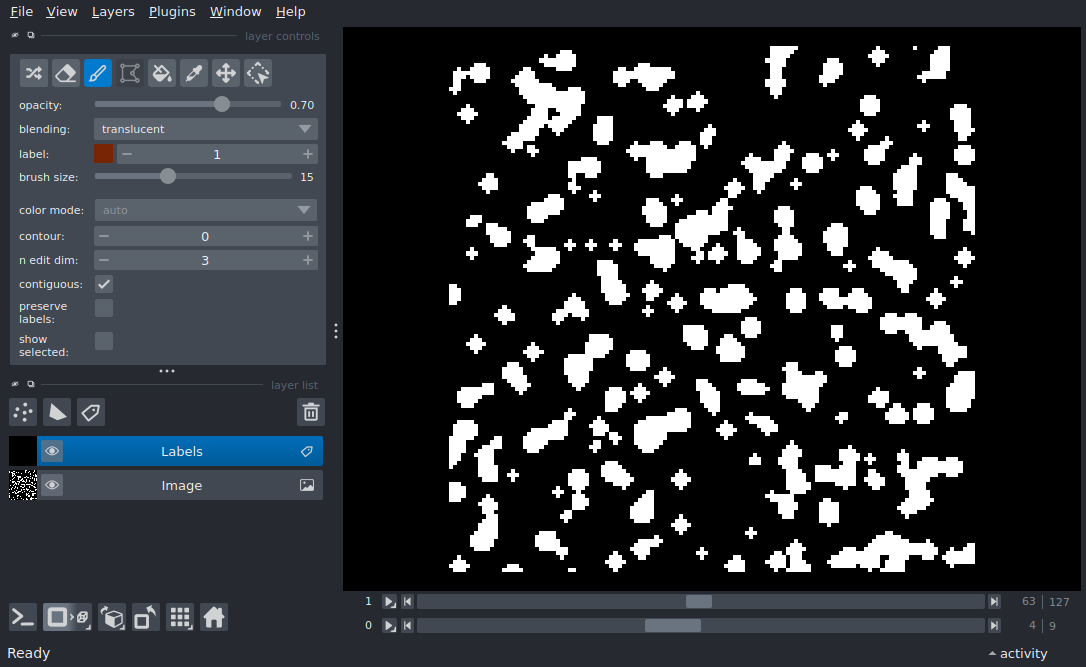 File View Layers Plugins Window Help
layer controls
opacity: 0.70
blending: translucent
label: 1
brush size: 15
color mode: auto
contour: 0
n edit dim: 3
contiguous:
preserve
labels:
show
selected:
layer list
Labels
Image
1 63 127
0 4 9
Ready activity